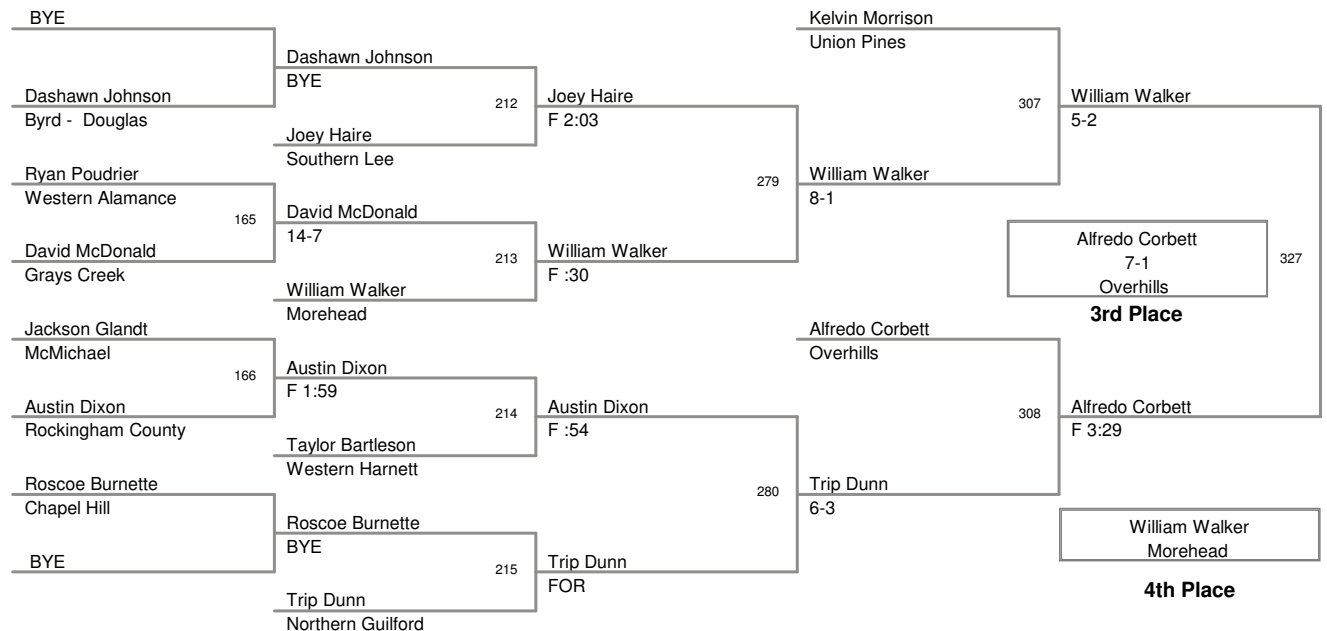 BYE
Dashawn Johnson
Byrd -  Douglas
Ryan Poudrier
Western Alamance
165
David McDonald
Grays Creek
Jackson Glandt
McMichael
166
Austin Dixon
Rockingham County
Roscoe Burnette
Chapel Hill
BYE
Dashawn Johnson
BYE
212
Joey Haire
Southern Lee
David McDonald
14-7
213
William Walker
Morehead
Austin Dixon
F 1:59
214
Taylor Bartleson
Western Harnett
Roscoe Burnette
BYE
215
Trip Dunn
Northern Guilford
Joey Haire
F 2:03
279
William Walker
F :30
Austin Dixon
F :54
280
Trip Dunn
FOR
Kelvin Morrison
Union Pines
307
William Walker
8-1
Alfredo Corbett
Overhills
308
Trip Dunn
6-3
William Walker
5-2
Alfredo Corbett
7-1
Overhills
327
3rd Place
Alfredo Corbett
F 3:29
William Walker
Morehead
4th Place